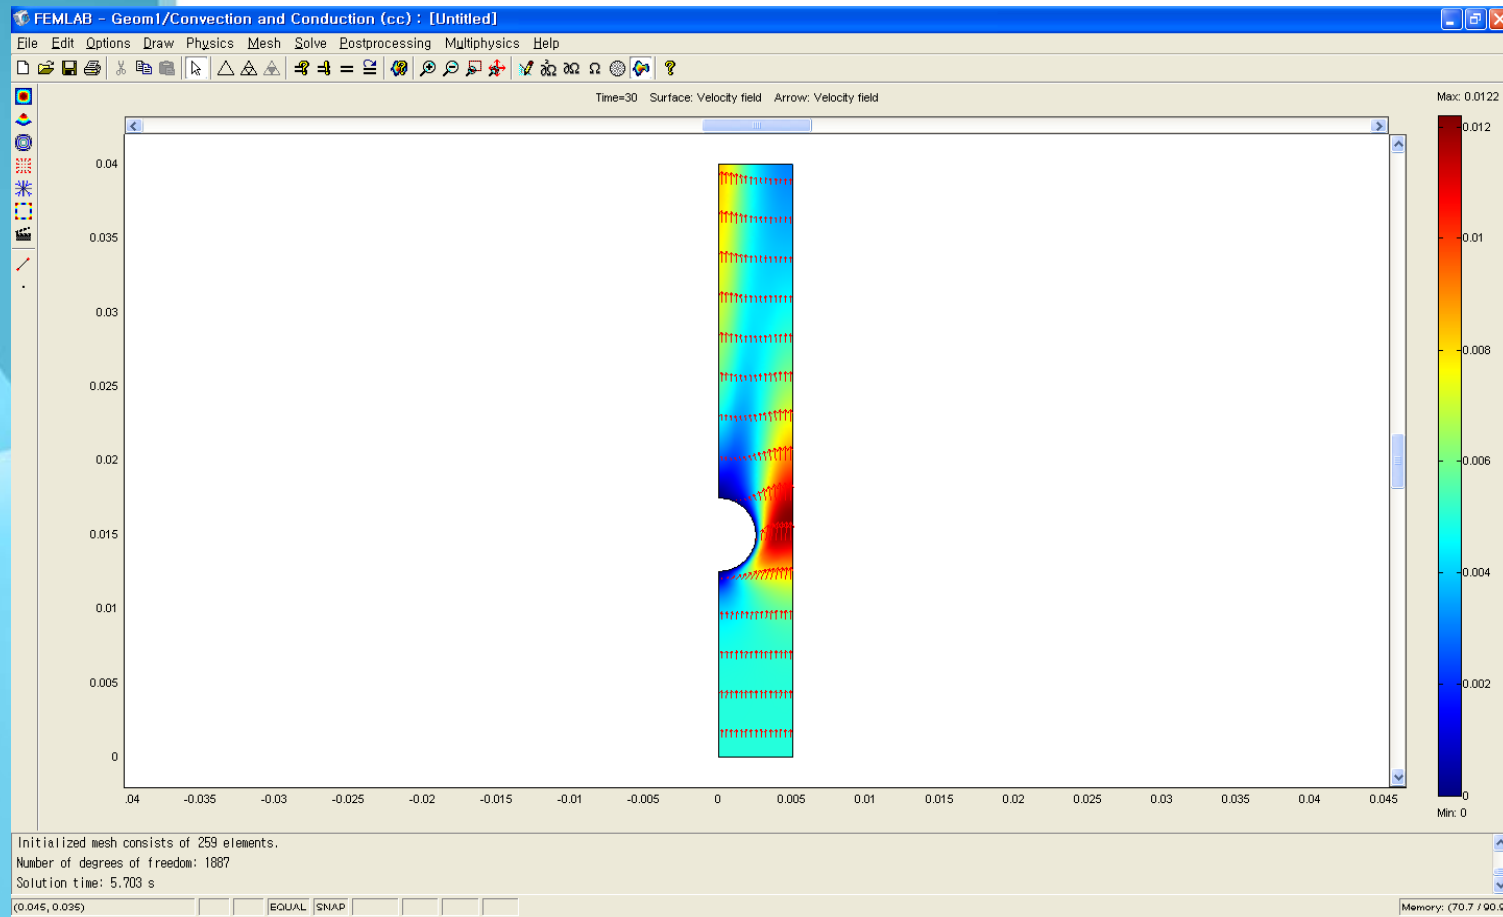 FEMLAB - Geom1/Convection and Conduction (cc) : [Untitled]
File Edit Options Draw Physics Mesh Solve Postprocessing Multiphysics Help
Time=30 Surface: Velocity field Arrow: Velocity field
Max: 0.0122
0.012
0.01
0.008
0.006
0.004
0.002
0
Min: 0
0.04
0.035
0.03
0.025
0.02
0.015
0.01
0.005
0
.04 -0.035 -0.03 -0.025 -0.02 -0.015 -0.01 -0.005 0 0.005 0.01 0.015 0.02 0.025 0.03 0.035 0.04 0.045
Initialized mesh consists of 259 elements.
Number of degrees of freedom: 1887
Solution time: 5.703 s
(0.045, 0.035) EQUAL SNAP Memory: (70.7 / 90.9